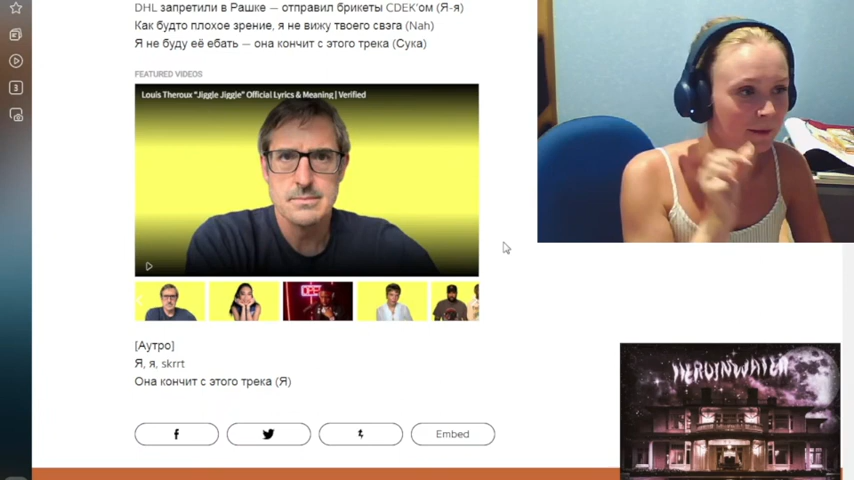 DHL запретили в Рашке — отправил брикеты CDEK'ом (Я-я)
Как будто плохое зрение, я не вижу твоего свэга (Nah)
Я не буду её ебать — она кончит с этого трека (Сука)
FEATURED VIDEOS
Louis Theroux "Jiggle Jiggle" Official Lyrics & Meaning | Verified
3
[Аутро]
Я, я, skrrt
Она кончит с этого трека (Я)
Embed
HEROINWATER